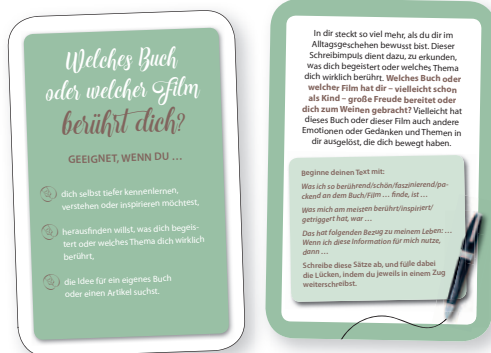 Welches Buch
oder welcher Film
berührt dich?
GEEIGNET, WENN DU …
dich selbst tiefer kennenlernen,
verstehen oder inspirieren möchtest,
herausfinden willst, was dich begeis-
tert oder welches Thema dich wirklich
berührt,
die Idee für ein eigenes Buch
oder einen Artikel suchst.
In dir steckt so viel mehr, als du dir im
Alltagsgeschehen bewusst bist. Dieser
Schreibimpuls dient dazu, zu erkunden,
was dich begeistert oder welches Thema
dich wirklich berührt. Welches Buch oder
welcher Film hat dir – vielleicht schon
als Kind – große Freude bereitet oder
dich zum Weinen gebracht? Vielleicht hat
dieses Buch oder dieser Film auch andere
Emotionen oder Gedanken und Themen in
dir ausgelöst, die dich bewegt haben.
Beginne deinen Text mit:
Was ich so berührend/schön/faszinierend/pa-
ckend an dem Buch/Film … finde, ist …
Was mich am meisten berührt/inspiriert/
getriggert hat, war …
Das hat folgenden Bezug zu meinem Leben: …
Wenn ich diese Information für mich nutze,
dann …
Schreibe diese Sätze ab, und fülle dabei
die Lücken, indem du jeweils in einem Zug
weiterschreibst.